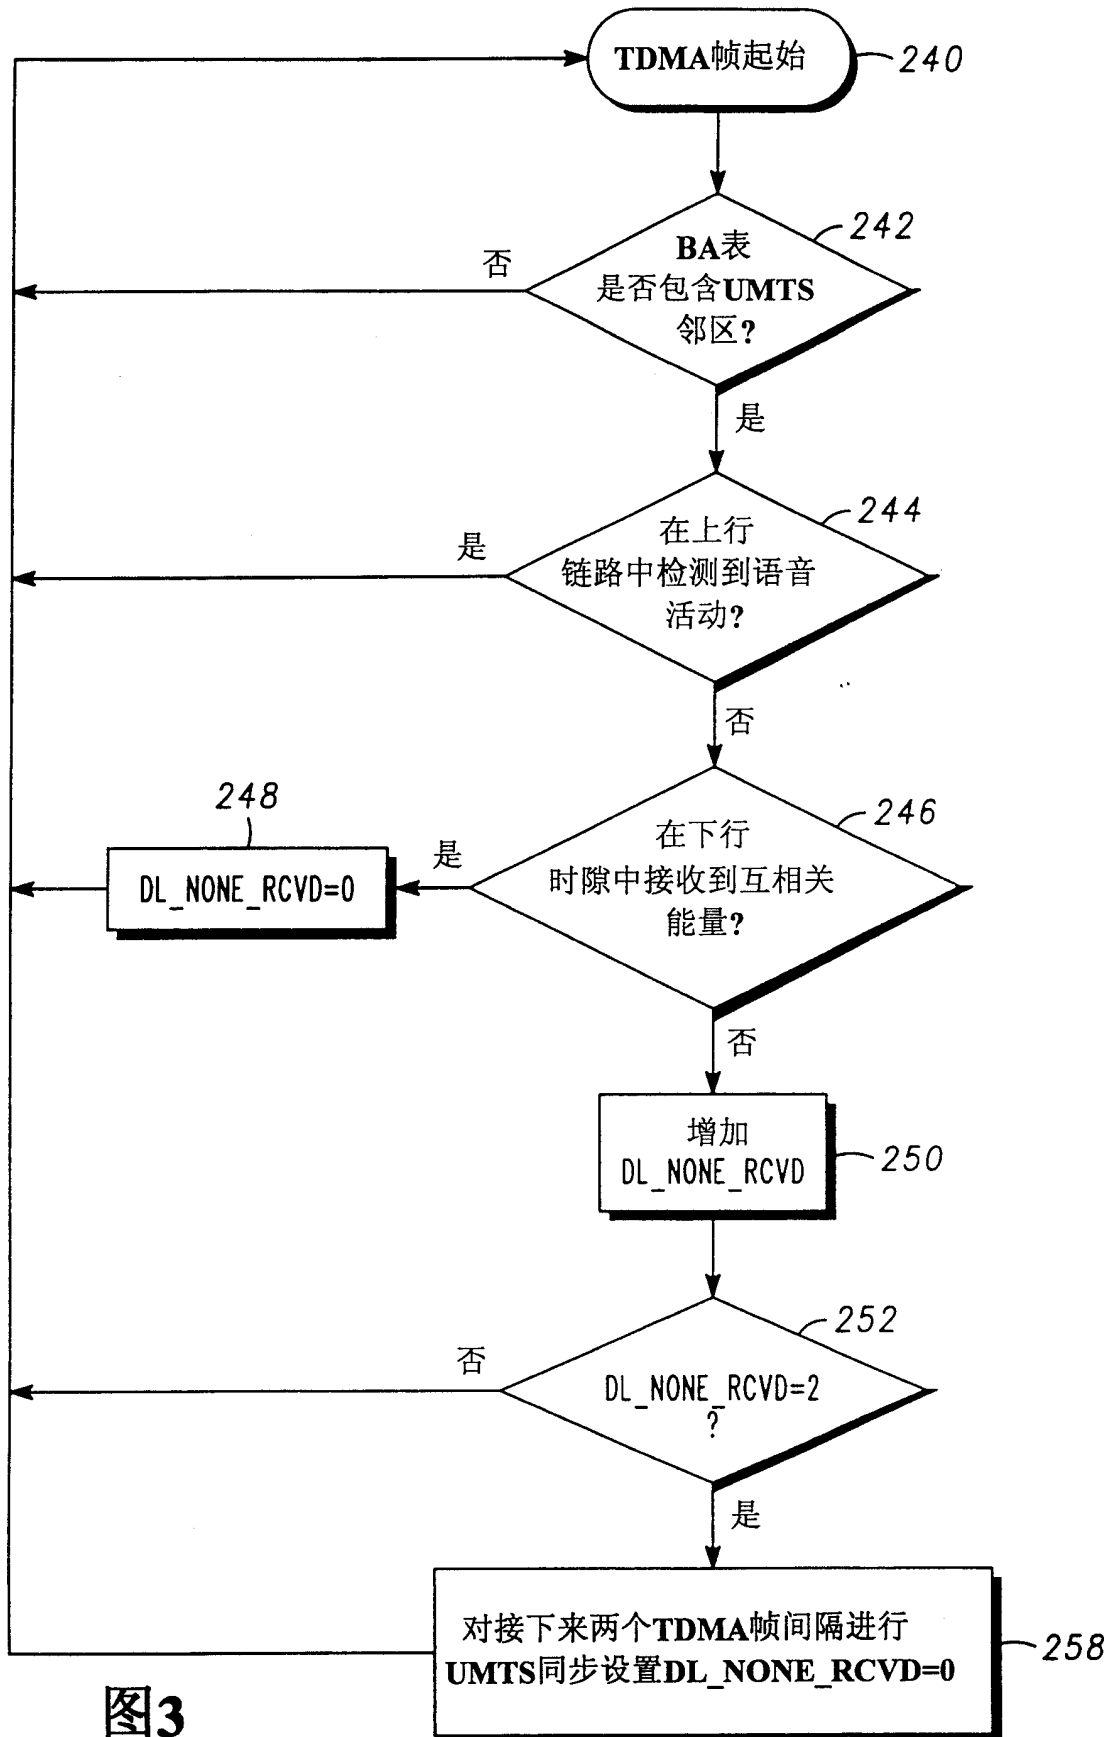 TDMA帧起始
240
BA表
是否包含UMTS
邻区?
242
否
是
在上行
链路中检测到语音
活动?
244
是
否
在下行
时隙中接收到互相关
能量?
246
是
248
DL_NONE_RCVD=0
否
增加
DL_NONE_RCVD
250
252
DL_NONE_RCVD=2
?
否
是
对接下来两个TDMA帧间隔进行
UMTS同步设置DL_NONE_RCVD=0
258
图3